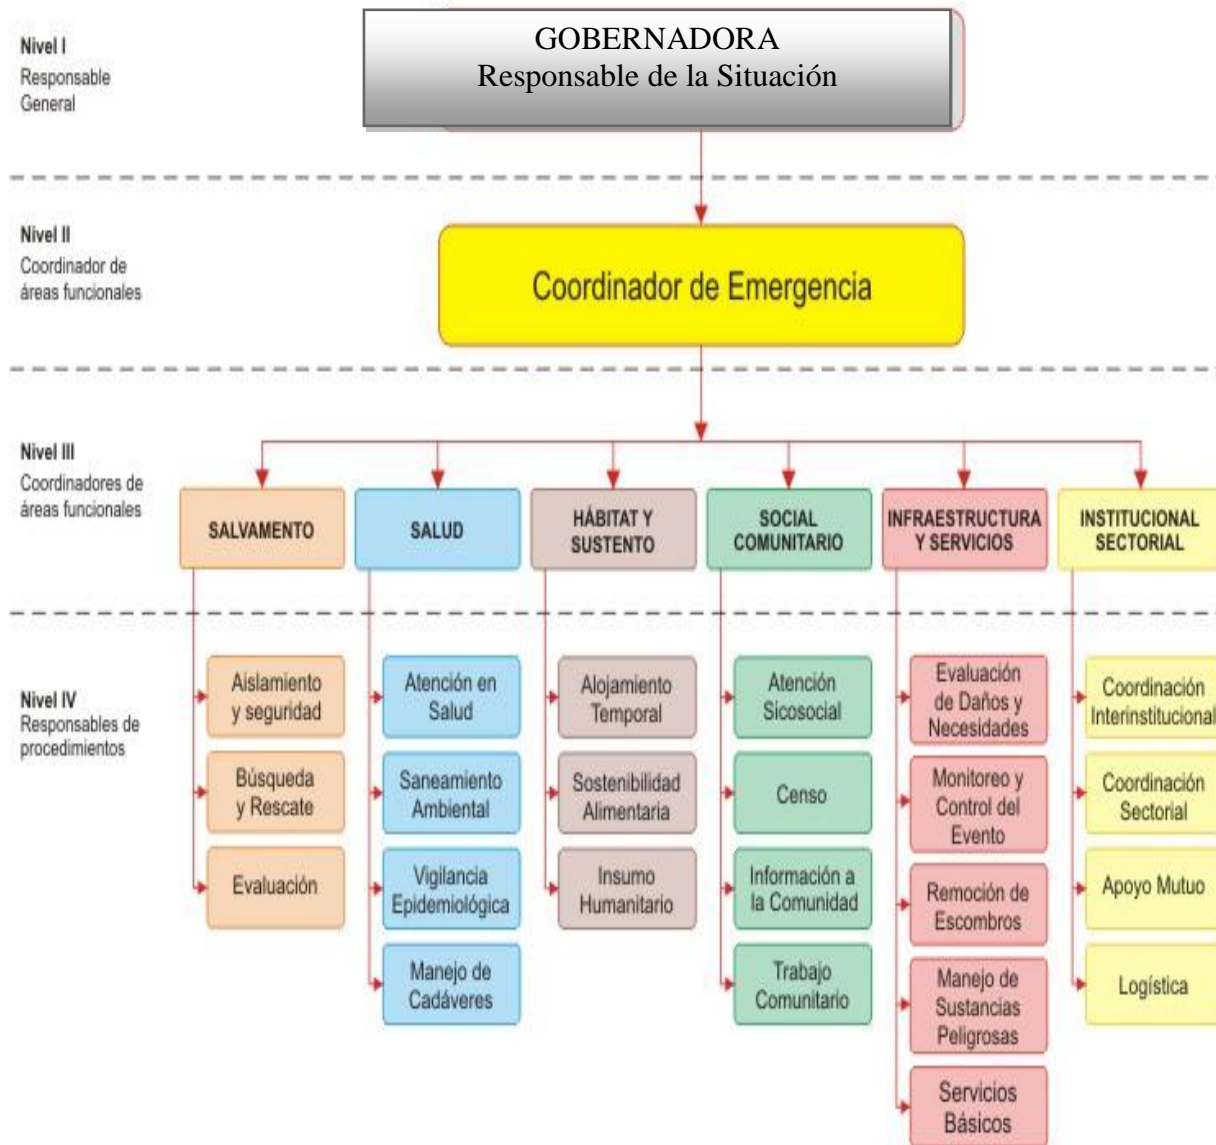 Nivel I
Responsable
General
GOBERNADORA
Responsable de la Situación
Nivel II
Coordinador de
áreas funcionales
Coordinador de Emergencia
Nivel III
Coordinadores de
áreas funcionales
SALVAMENTO
SALUD
HÁBITAT Y
SUSTENTO
SOCIAL
COMUNITARIO
INFRAESTRUCTURA
Y SERVICIOS
INSTITUCIONAL
SECTORIAL
Nivel IV
Responsables de
procedimientos
Aislamiento
y seguridad
Búsqueda
y Rescate
Evaluación
Atención en
Salud
Saneamiento
Ambiental
Vigilancia
Epidemiológica
Manejo de
Cadáveres
Alojamiento
Temporal
Sostenibilidad
Alimentaria
Insumo
Humanitario
Atención
Sicosocial
Censo
Información a
la Comunidad
Trabajo
Comunitario
Evaluación
de Daños y
Necesidades
Monitoreo y
Control del
Evento
Remoción de
Escombros
Manejo de
Sustancias
Peligrosas
Servicios
Básicos
Coordinación
Interinstitucional
Coordinación
Sectorial
Apoyo Mutuo
Logística